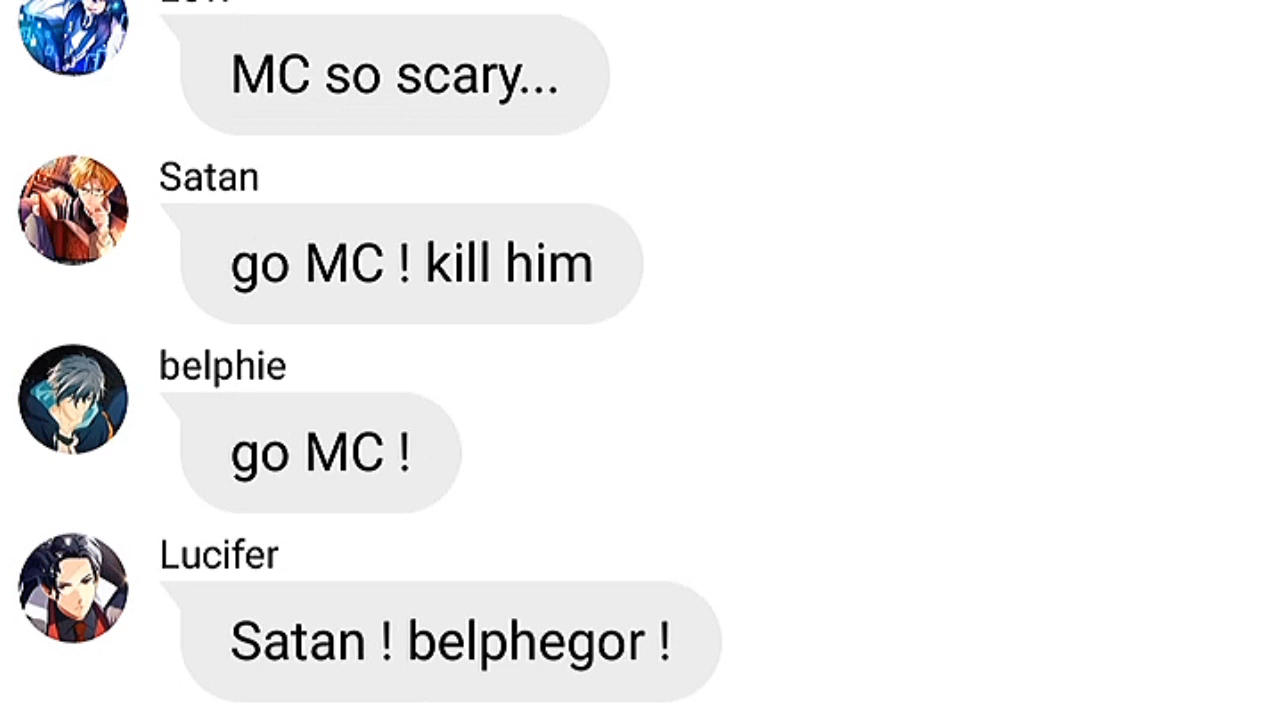 MC so scary...
Satan
go MC ! kill him
belphie
go MC !
Lucifer
Satan ! belphegor !